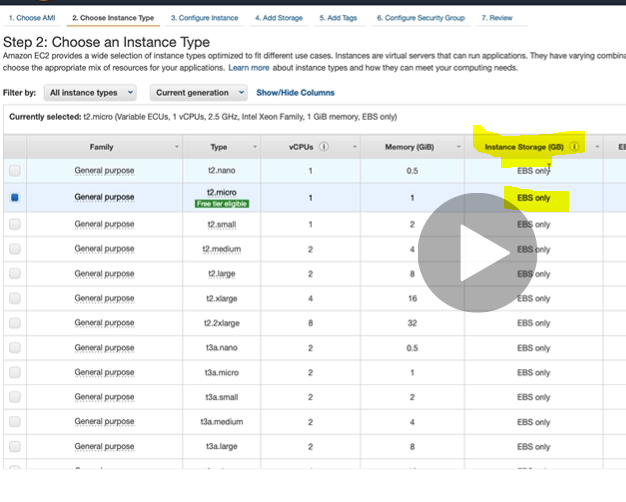 1. Choose AMI 2. Choose Instance Type 3. Configure Instance 4. Add Storage 5. Add Tags 6. Configure Security Group 7. Review
Step 2: Choose an Instance Type
Amazon EC2 provides a wide selection of instance types optimized to fit different use cases. Instances are virtual servers that can run applications. They have varying combina
choose the appropriate mix of resources for your applications. Learn more about instance types and how they can meet your computing needs.
Filter by: All instance types Current generation Show/Hide Columns
Currently selected: t2.micro (Variable ECUs, 1 vCPUs, 2.5 GHz, Intel Xeon Family, 1 GiB memory, EBS only)
Family Type vCPUs Memory (GiB) Instance Storage (GB) EE
General purpose t2.nano 1 0.5 EBS only
General purpose t2.micro 1 1 EBS only
Free tier eligible
General purpose t2.small 1 2 EBS only
General purpose t2.medium 2 4 EBS only
General purpose t2.large 2 8 EBS only
General purpose t2.xlarge 4 16 EBS only
General purpose t2.2xlarge 8 32 EBS only
General purpose t3a.nano 2 0.5 EBS only
General purpose t3a.micro 2 1 EBS only
General purpose t3a.small 2 2 EBS only
General purpose t3a.medium 2 4 EBS only
General purpose t3a.large 2 8 EBS only